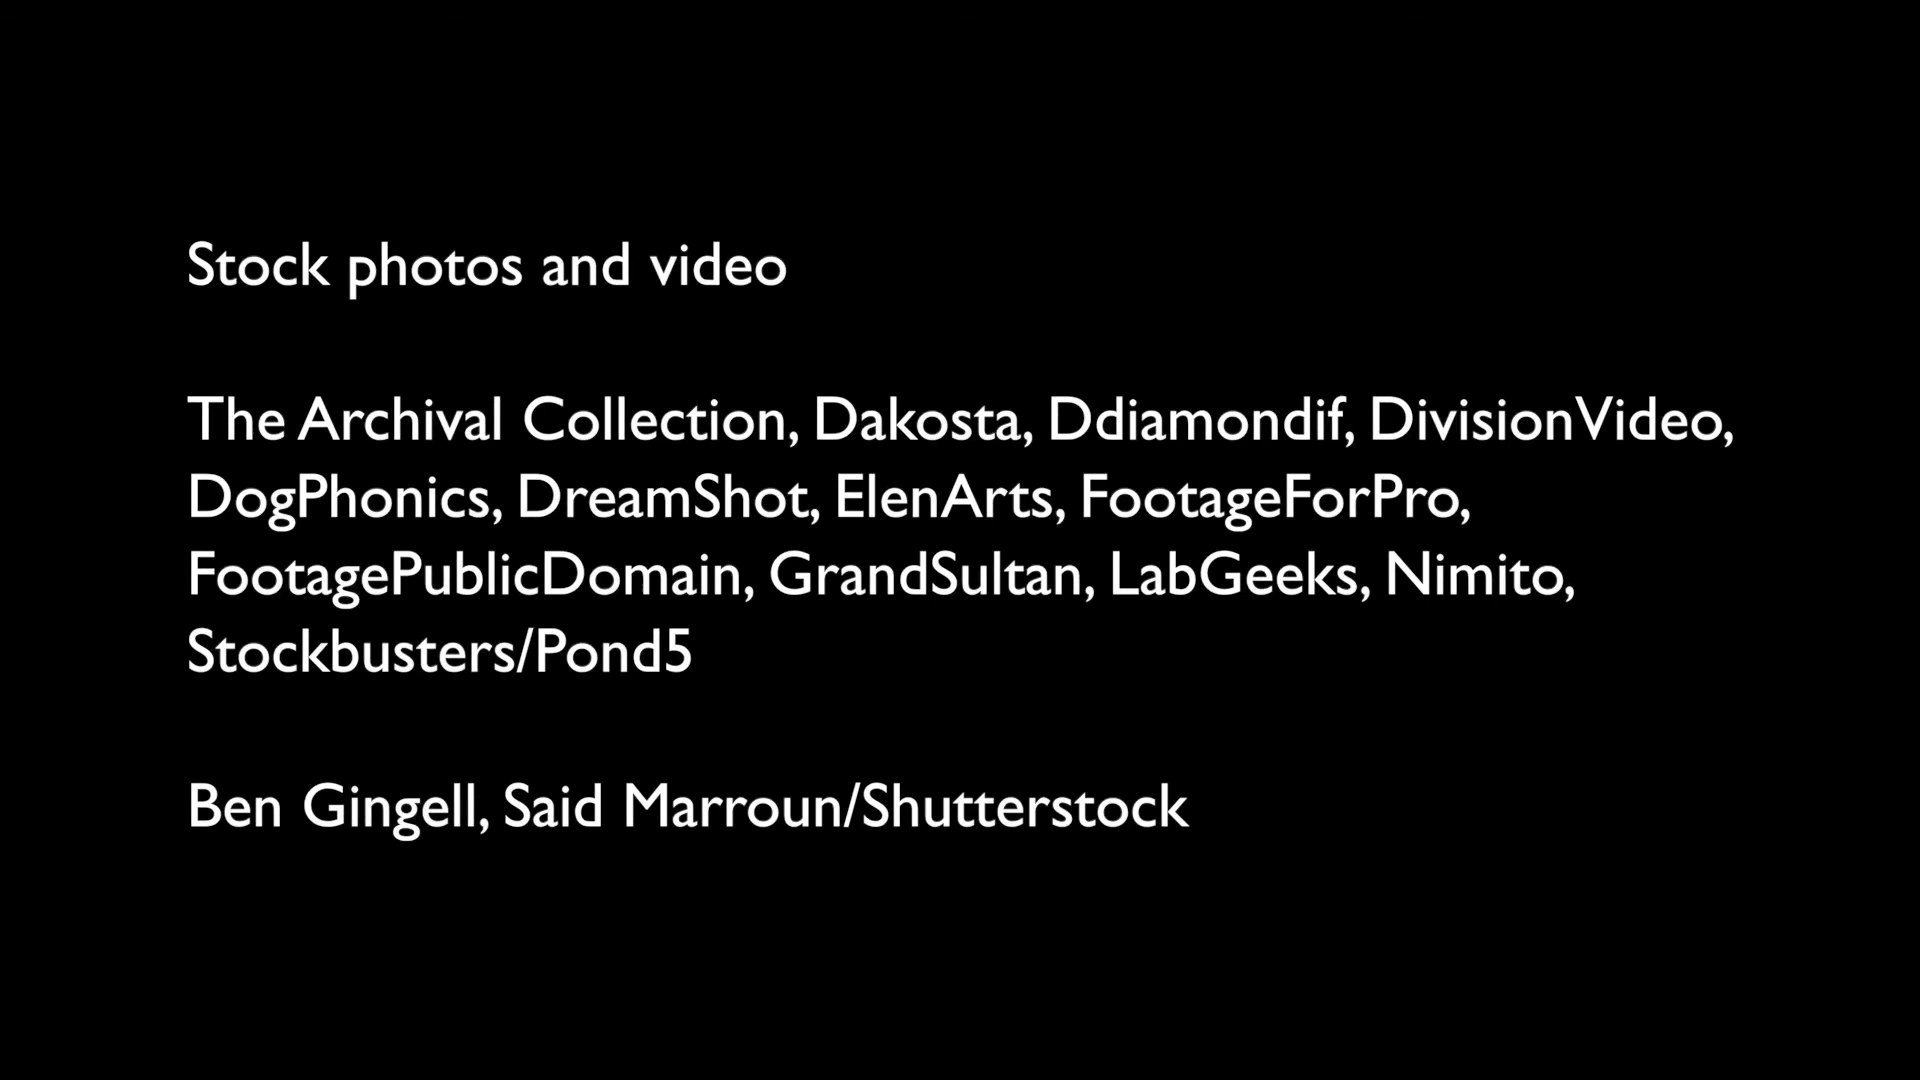 Stock photos and video
The Archival Collection, Dakosta, Ddiamondif, DivisionVideo,
DogPhonics, DreamShot, ElenArts, FootageForPro,
FootagePublicDomain, GrandSultan, LabGeeks, Nimito,
Stockbusters/Pond5
Ben Gingell, Said Marroun/Shutterstock